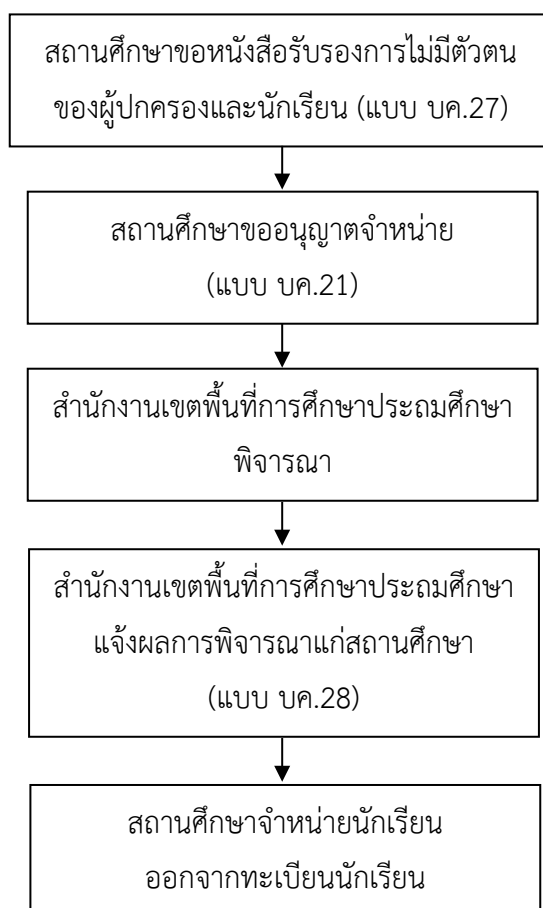 สถานศึกษาขอหนังสือรับรองการไม่มีตัวตน
ของผู้ปกครองและนักเรียน (แบบ บค.27)
สถานศึกษาขออนุญาตจำหน่าย
(แบบ บค.21)
สำนักงานเขตพื้นที่การศึกษาประถมศึกษา
พิจารณา
สำนักงานเขตพื้นที่การศึกษาประถมศึกษา
แจ้งผลการพิจารณาแก่สถานศึกษา
(แบบ บค.28)
สถานศึกษาจำหน่ายนักเรียน
ออกจากทะเบียนนักเรียน